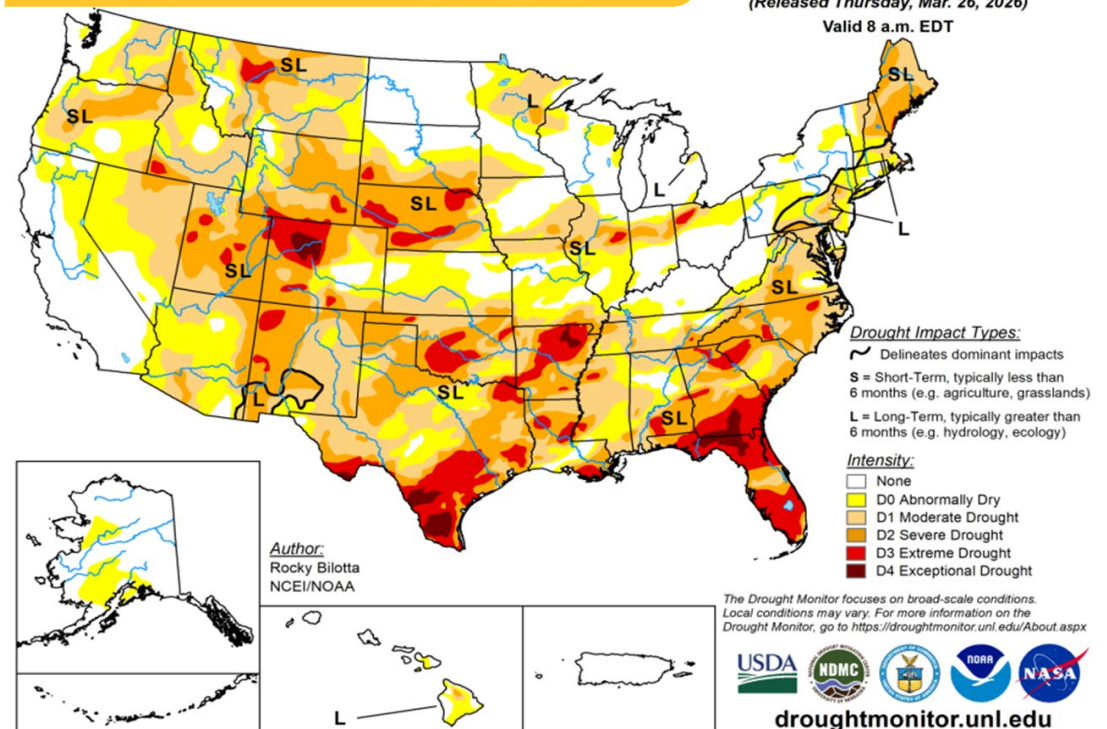 (Released Thursday, Mar. 26, 2026)
Valid 8 a.m. EDT
SL
SL
L
SL
L
SL
SL
SL
SL
L
L
SL
SL
Drought Impact Types:
Delineates dominant impacts
S = Short-Term, typically less than
6 months (e.g. agriculture, grasslands)
L = Long-Term, typically greater than
6 months (e.g. hydrology, ecology)
Intensity:
None
D0 Abnormally Dry
D1 Moderate Drought
D2 Severe Drought
D3 Extreme Drought
D4 Exceptional Drought
Author:
Rocky Bilotta
NCEI/NOAA
L
The Drought Monitor focuses on broad-scale conditions.
Local conditions may vary. For more information on the
Drought Monitor, go to https://droughtmonitor.unl.edu/About.aspx
USDA
NDMC
NOAA
NASA
droughtmonitor.unl.edu